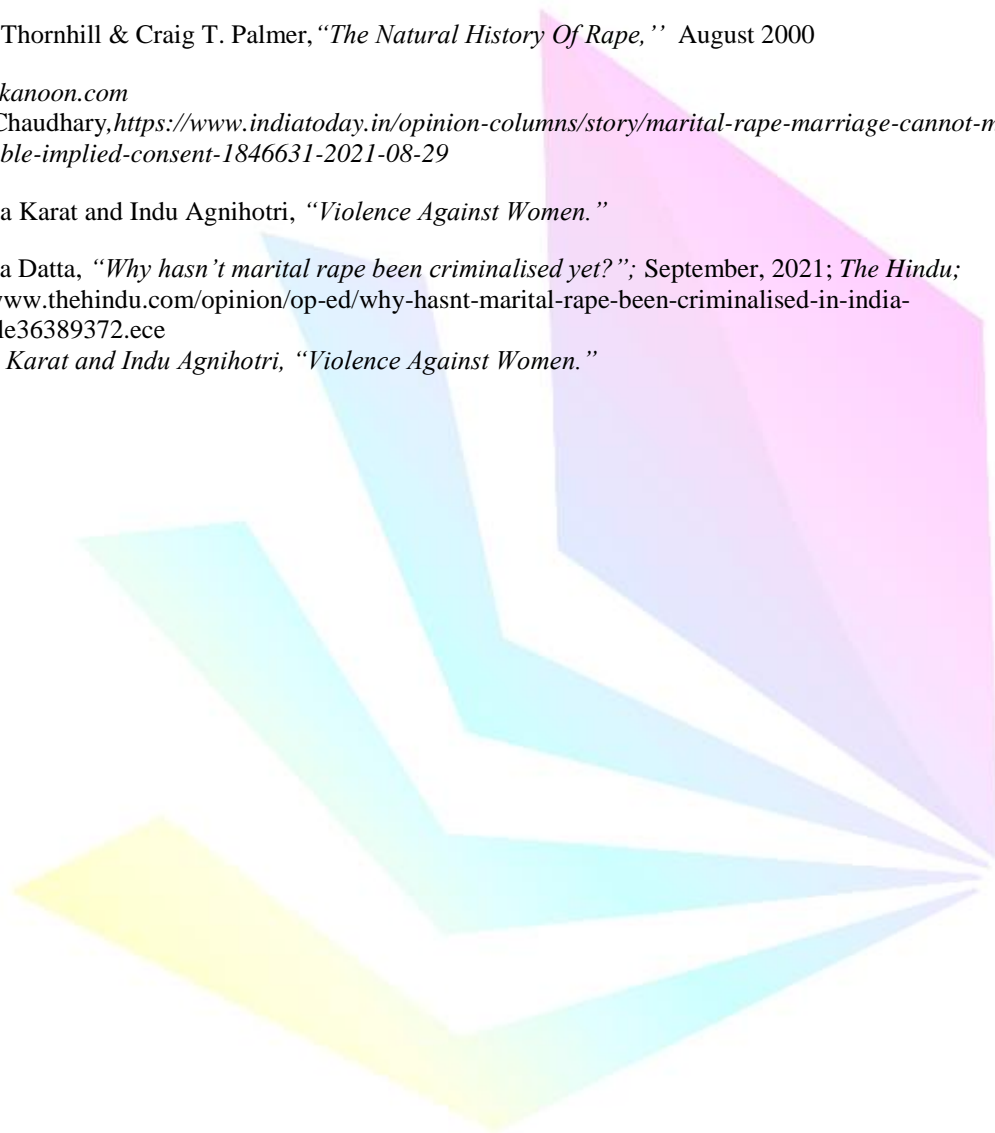 Thornhill & Craig T. Palmer,“The Natural History Of Rape,’’ August 2000
kanoon.com
Chaudhary,https://www.indiatoday.in/opinion-columns/story/marital-rape-marriage-cannot-m
ble-implied-consent-1846631-2021-08-29
a Karat and Indu Agnihotri, “Violence Against Women.”
a Datta, “Why hasn’t marital rape been criminalised yet?”; September, 2021; The Hindu;
www.thehindu.com/opinion/op-ed/why-hasnt-marital-rape-been-criminalised-in-india-
le36389372.ece
Karat and Indu Agnihotri, “Violence Against Women.”